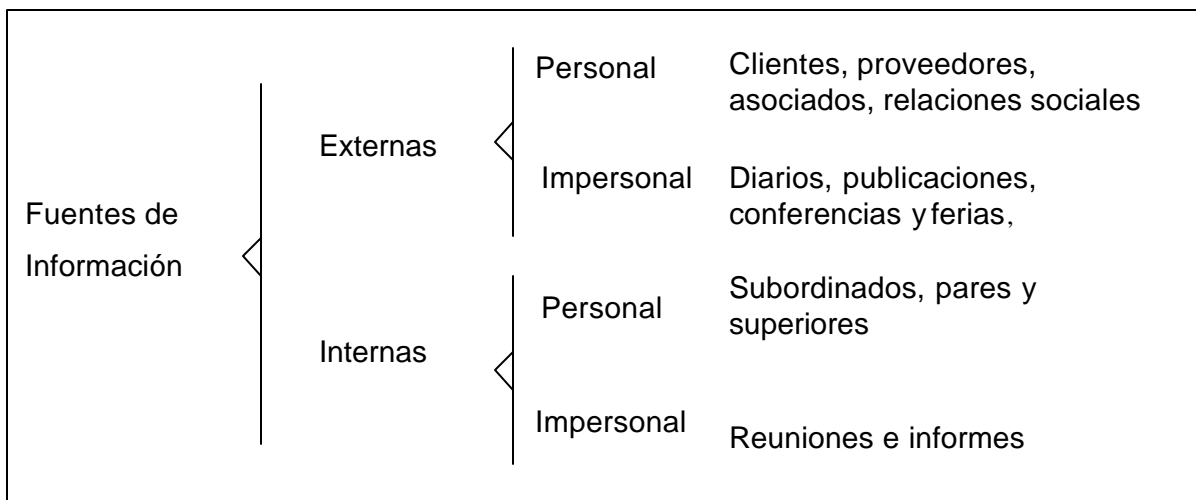 Fuentes de
Información
Externas
Personal
Clientes, proveedores,
asociados, relaciones sociales
Impersonal
Diarios, publicaciones,
conferencias y ferias,
Internas
Personal
Subordinados, pares y
superiores
Impersonal
Reuniones e informes